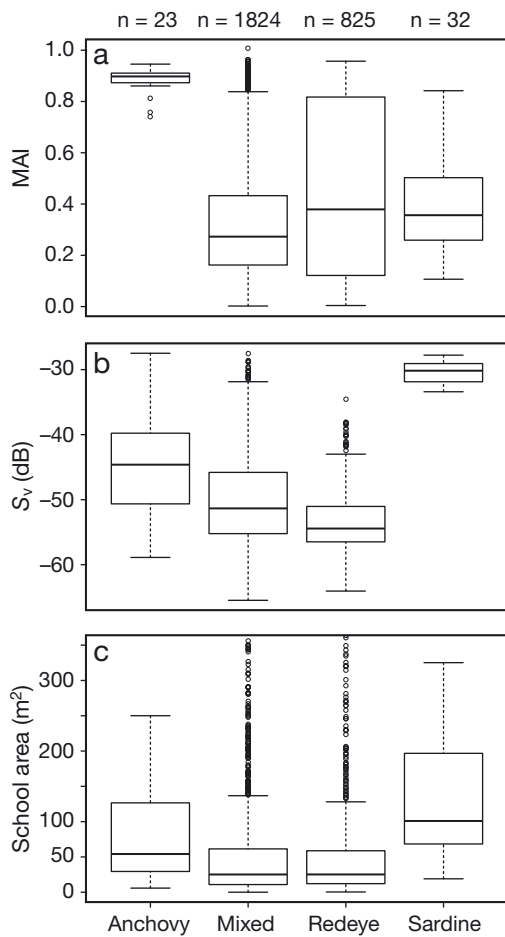 n = 23 n = 1824 n = 825 n = 32
a
MAI
1.0
0.8
0.6
0.4
0.2
0.0
b
Sv (dB)
−30
−40
−50
−60
c
School area (m²)
300
200
100
50
0
Anchovy Mixed Redeye Sardine